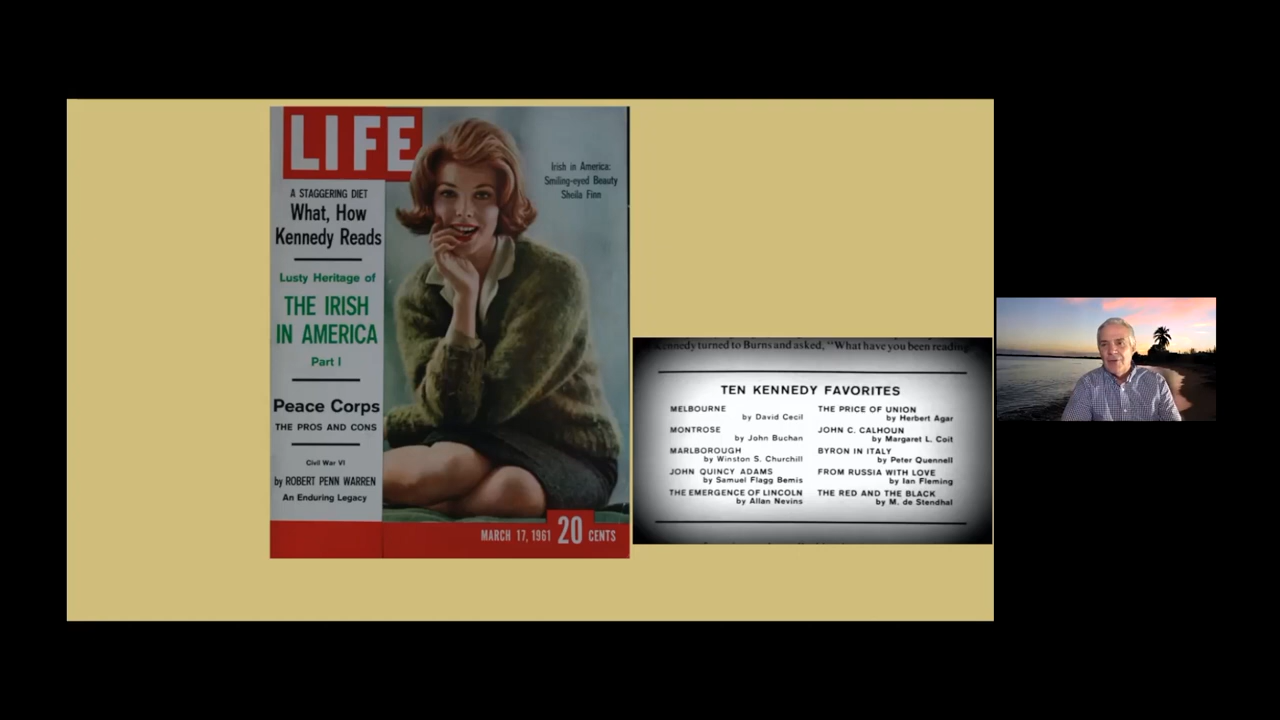 LIFE
A STAGGERING DIET
What, How
Kennedy Reads
Lusty Heritage of
THE IRISH
IN AMERICA
Part I
Peace Corps
THE PROS AND CONS
Civil War VI
by ROBERT PENN WARREN
An Enduring Legacy
Irish in America:
Smiling-eyed Beauty
Sheila Finn
MARCH 17, 1961 20 CENTS
Kennedy turned to Burns and asked, "What have you been reading
TEN KENNEDY FAVORITES
MELBOURNE
by David Cecil
MONTROSE
by John Buchan
MARLBOROUGH
by Winston S. Churchill
JOHN QUINCY ADAMS
by Samuel Flagg Bemis
THE EMERGENCE OF LINCOLN
by Allan Nevins
THE PRICE OF UNION
by Herbert Agar
JOHN C. CALHOUN
by Margaret L. Coit
BYRON IN ITALY
by Peter Quennell
FROM RUSSIA WITH LOVE
by Ian Fleming
THE RED AND THE BLACK
by M. de Stendhal